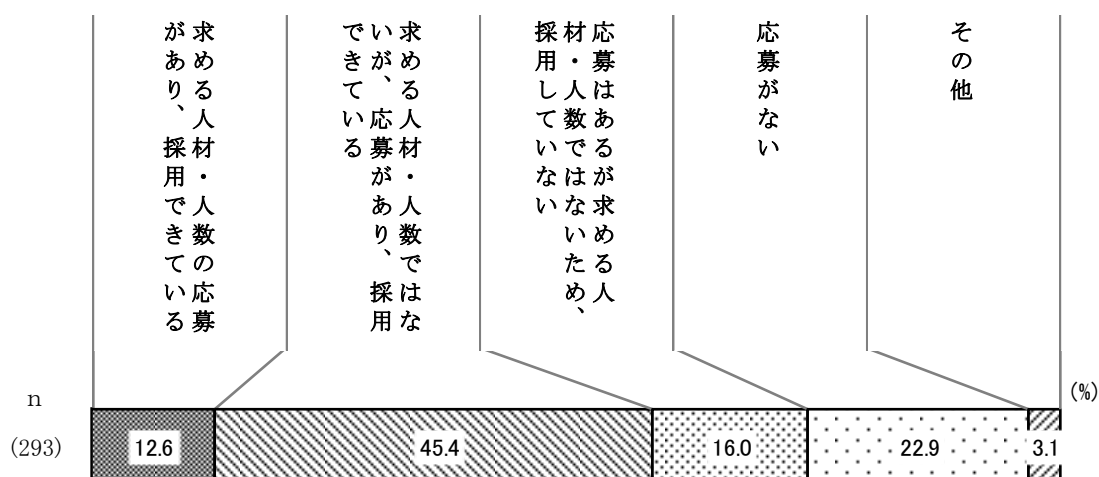 求める人材・人数の応募
があり、採用できている
求める人材・人数ではな
いが、応募があり、採用
できている
応募はあるが求める人
材・人数ではないため、
採用していない
応募がない
その他
n
(%)
(293)
12.6
45.4
16.0
22.9
3.1